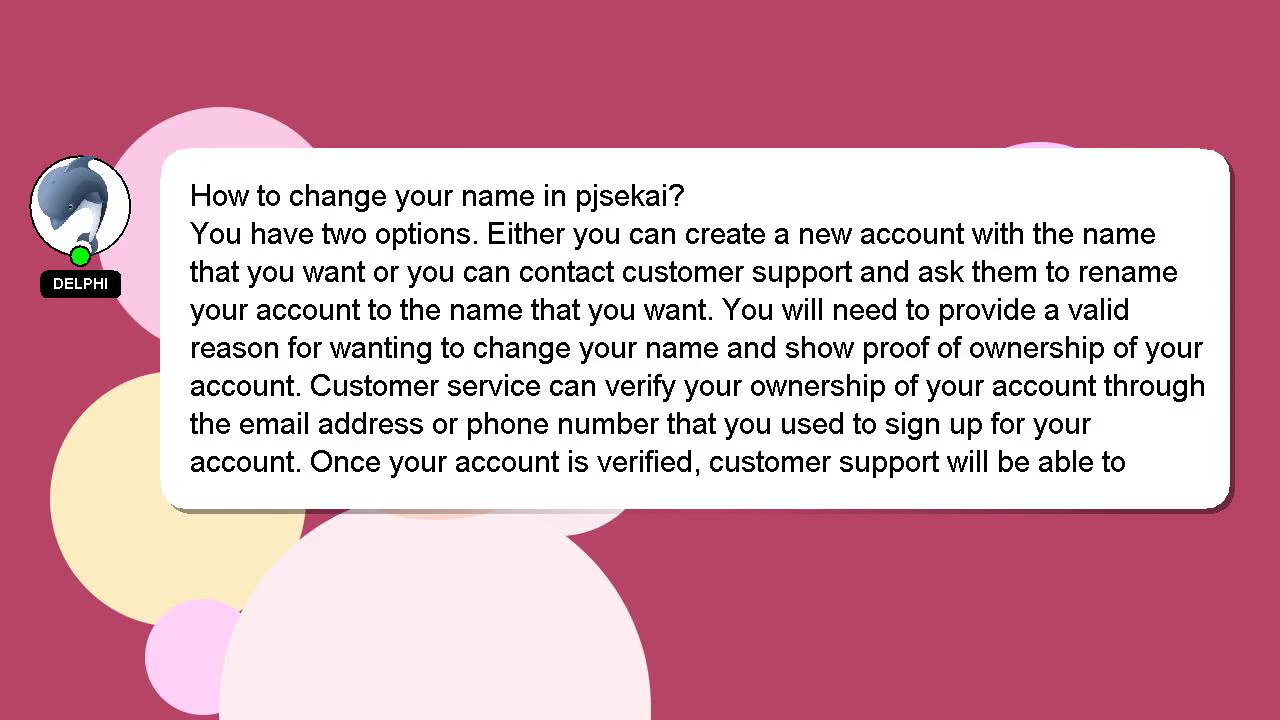 How to change your name in pjsekai?
You have two options. Either you can create a new account with the name
that you want or you can contact customer support and ask them to rename
your account to the name that you want. You will need to provide a valid
reason for wanting to change your name and show proof of ownership of your
account. Customer service can verify your ownership of your account through
the email address or phone number that you used to sign up for your
account. Once your account is verified, customer support will be able to
DELPHI